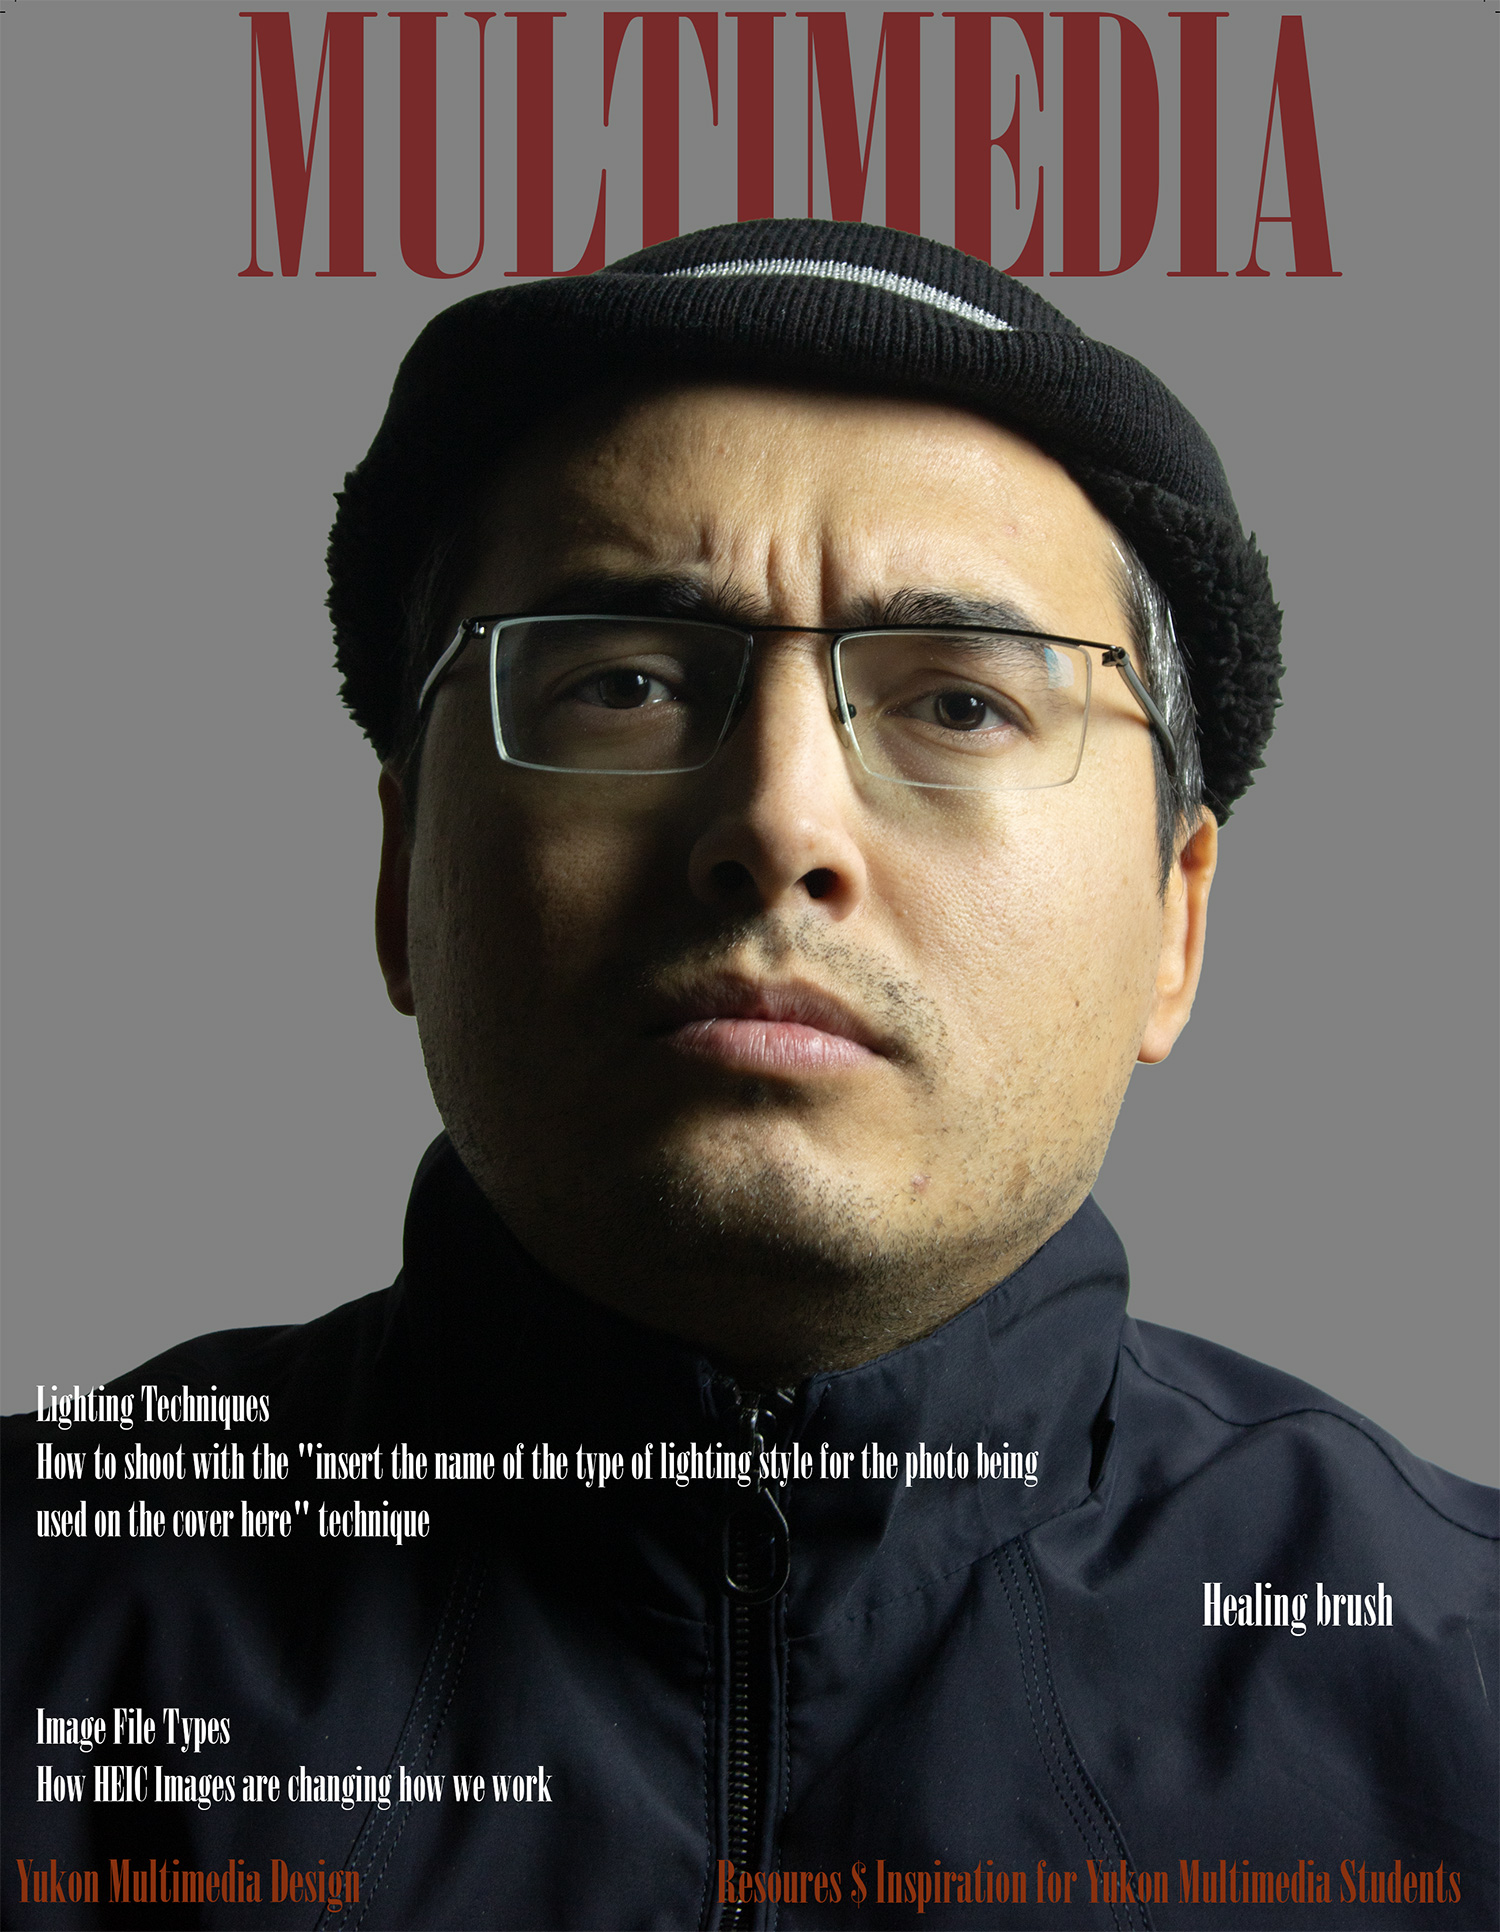 MULTIMEDIA
Lighting Techniques
How to shoot with the "insert the name of the type of lighting style for the photo being
used on the cover here" technique
Healing brush
Image File Types
How HEIC Images are changing how we work
Yukon Multimedia Design
Resoures $ Inspiration for Yukon Multimedia Students